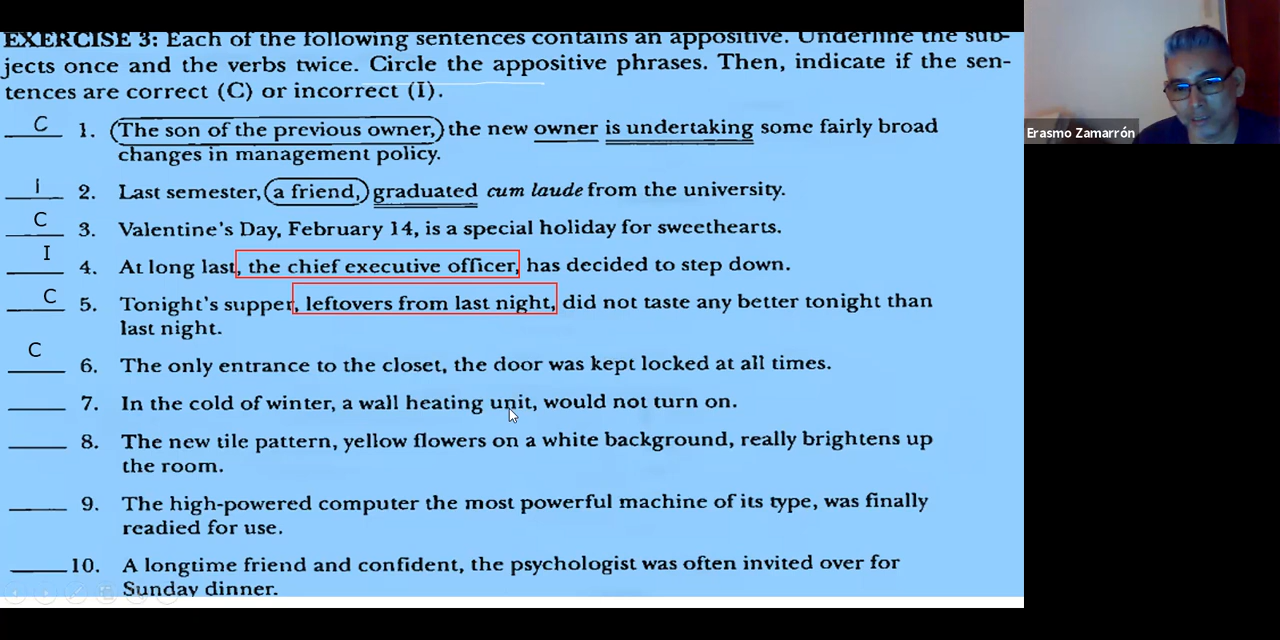 EXERCISE 3: Each of the following sentences contains an appositive. Underline the sub-
jects once and the verbs twice. Circle the appositive phrases. Then, indicate if the sen-
tences are correct (C) or incorrect (I).
C 1. The son of the previous owner, the new owner is undertaking some fairly broad
changes in management policy.
I 2. Last semester, a friend, graduated cum laude from the university.
C 3. Valentine's Day, February 14, is a special holiday for sweethearts.
I 4. At long last, the chief executive officer, has decided to step down.
C 5. Tonight's supper, leftovers from last night, did not taste any better tonight than
last night.
C 6. The only entrance to the closet, the door was kept locked at all times.
7. In the cold of winter, a wall heating unit, would not turn on.
8. The new tile pattern, yellow flowers on a white background, really brightens up
the room.
9. The high-powered computer the most powerful machine of its type, was finally
readied for use.
10. A longtime friend and confident, the psychologist was often invited over for
Sunday dinner.
Erasmo Zamarrón